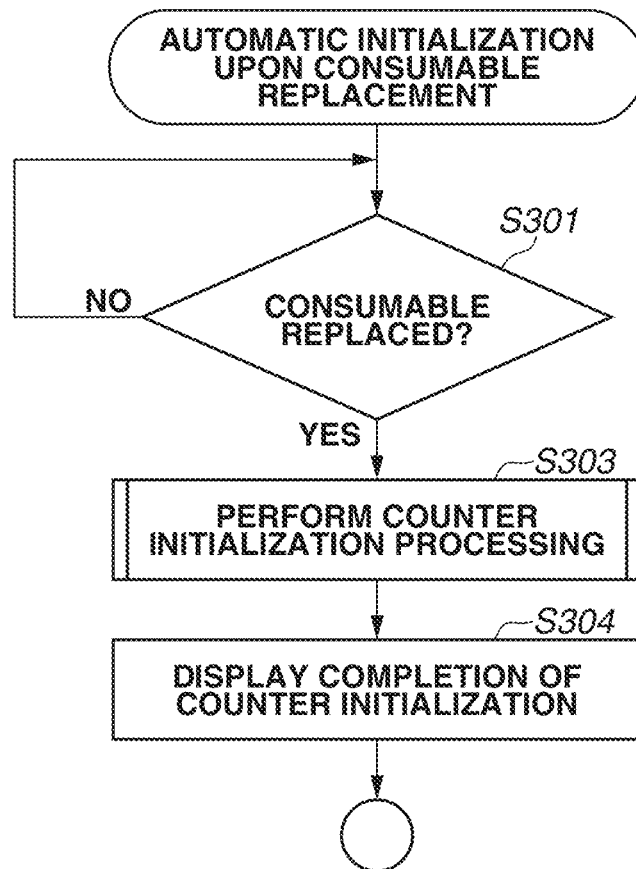 AUTOMATIC INITIALIZATION
UPON CONSUMABLE
REPLACEMENT
S301
CONSUMABLE
REPLACED?
NO
YES
S303
PERFORM COUNTER
INITIALIZATION PROCESSING
S304
DISPLAY COMPLETION OF
COUNTER INITIALIZATION